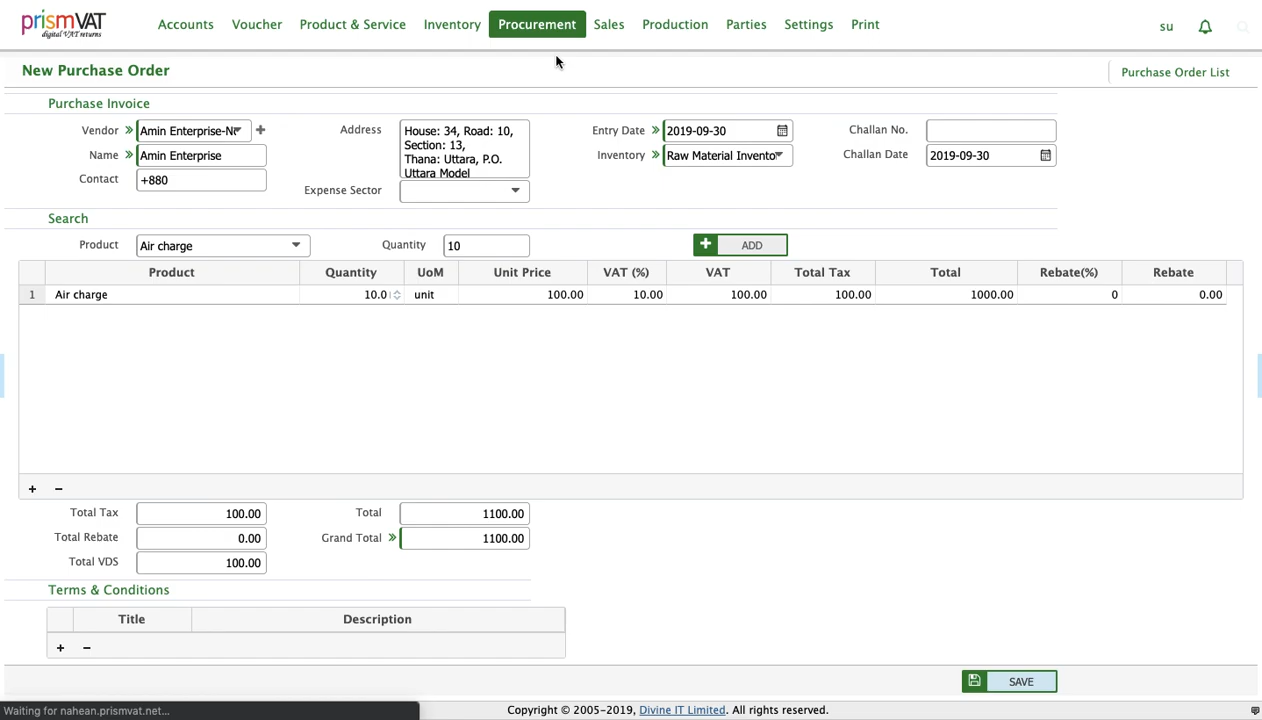 prismVAT
digital VAT returns
Accounts Voucher Product & Service Inventory Procurement Sales Production Parties Settings Print su
New Purchase Order Purchase Order List
Purchase Invoice
Vendor » Amin Enterprise-N Address House: 34, Road: 10, Entry Date » 2019-09-30 Challan No.
Section: 13,
Name » Amin Enterprise Thana: Uttara, P.O. Inventory » Raw Material Invento Challan Date 2019-09-30
Uttara Model
Contact +880
Expense Sector
Search
Product Air charge Quantity 10 + ADD
Product Quantity UoM Unit Price VAT (%) VAT Total Tax Total Rebate(%) Rebate
1 Air charge 10.0 unit 100.00 10.00 100.00 100.00 1000.00 0 0.00
+ −
Total Tax 100.00 Total 1100.00
Total Rebate 0.00 Grand Total » 1100.00
Total VDS 100.00
Terms & Conditions
Title Description
+ −
SAVE
Waiting for nahean.prismvat.net...
Copyright © 2005-2019, Divine IT Limited. All rights reserved.